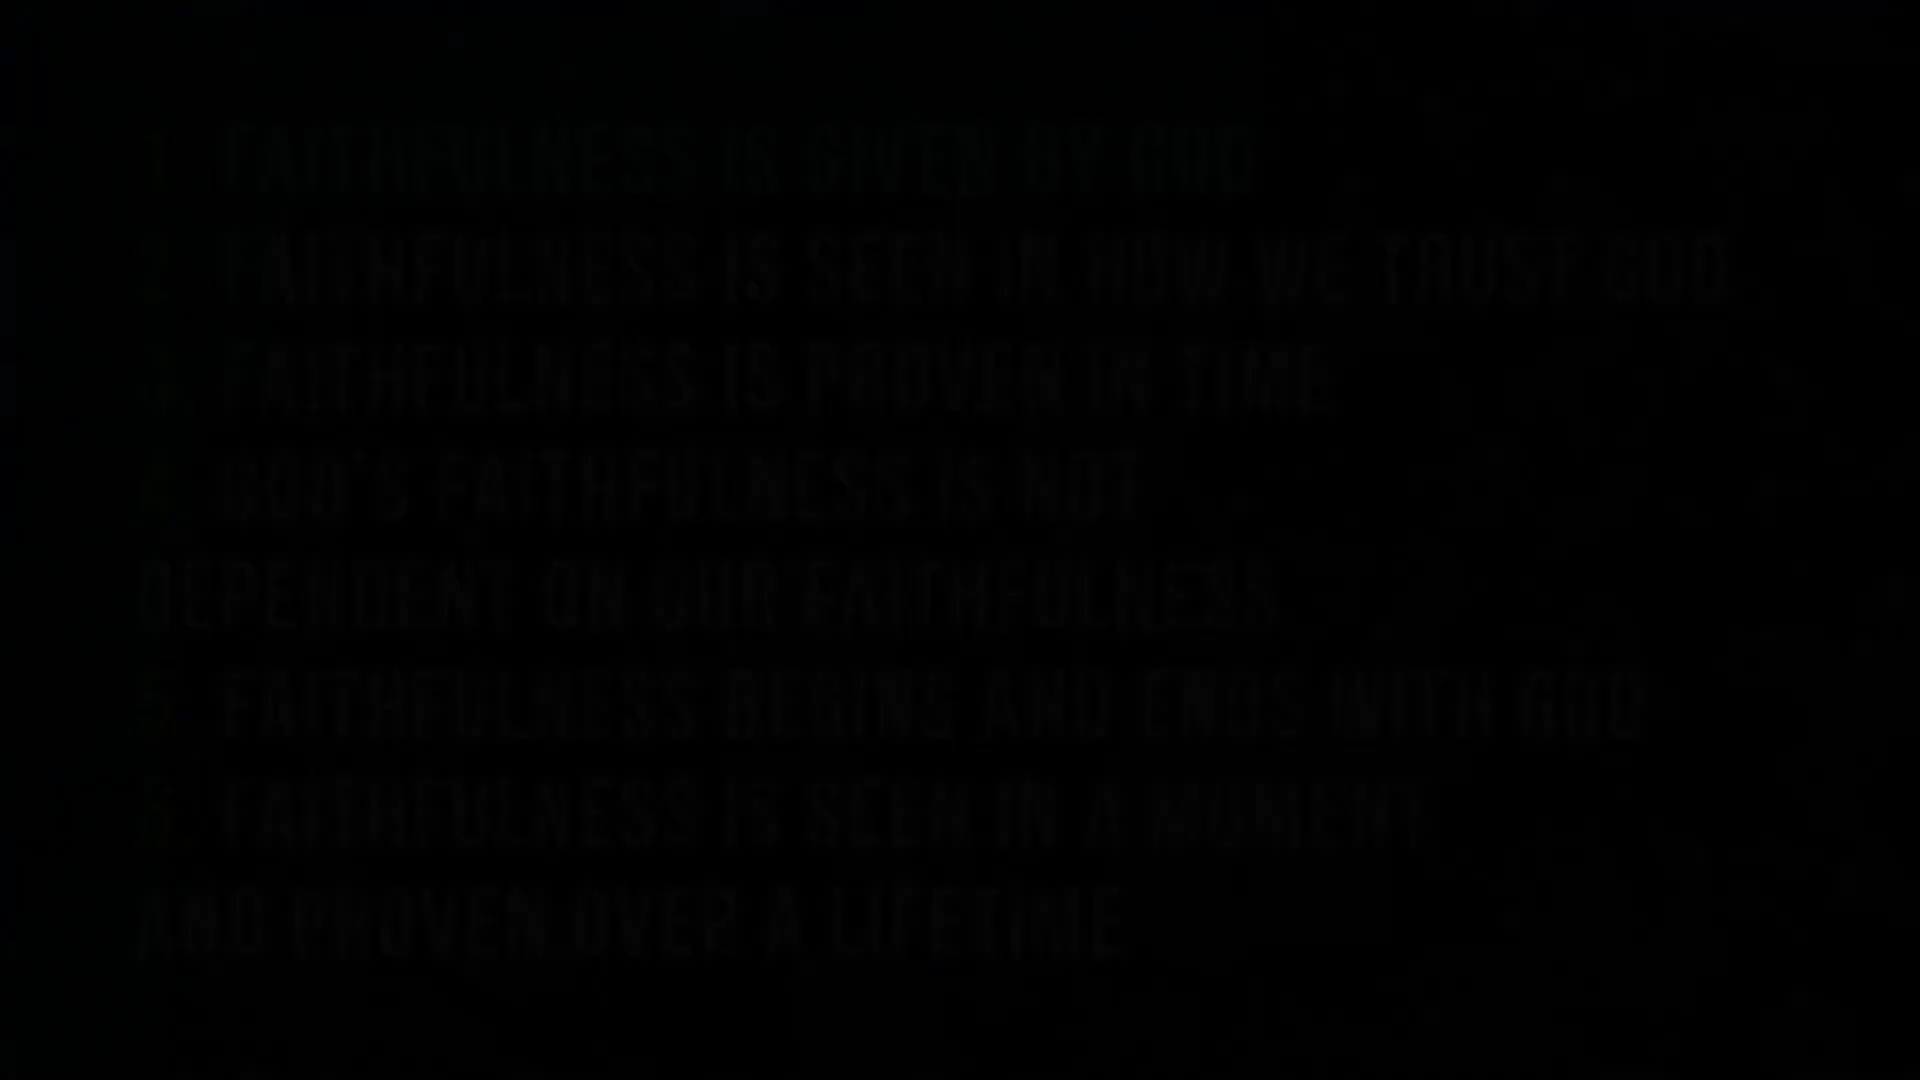 1. FAITHFULNESS IS GIVEN BY GOD
2. FAITHFULNESS IS SEEN IN HOW WE TRUST GOD
3. FAITHFULNESS IS PROVEN IN TIME
4. GOD'S FAITHFULNESS IS NOT
DEPENDENT ON OUR FAITHFULNESS
5. FAITHFULNESS BEGINS AND ENDS WITH GOD
6. FAITHFULNESS IS SEEN IN A MOMENT
AND PROVEN OVER A LIFETIME